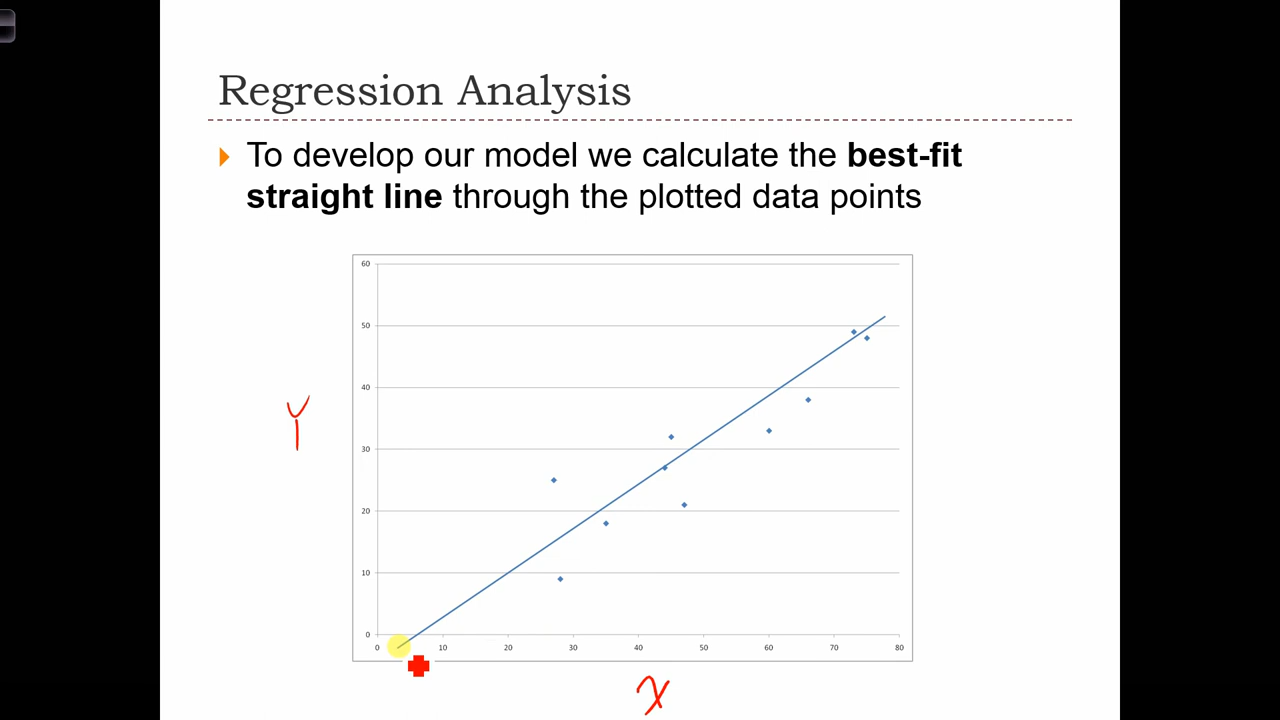 Regression Analysis
To develop our model we calculate the best-fit
straight line through the plotted data points
60
50
40
30
20
10
0
0 10 20 30 40 50 60 70 80
Y
X